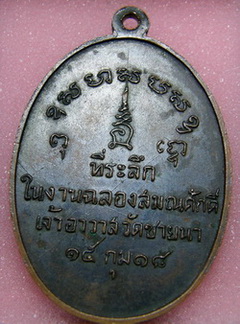 ที่ระลึก
ในงานฉลองสมณศักดิ์
เจ้าอาวาสวัดชายนา
๑๕ กุม๑๘